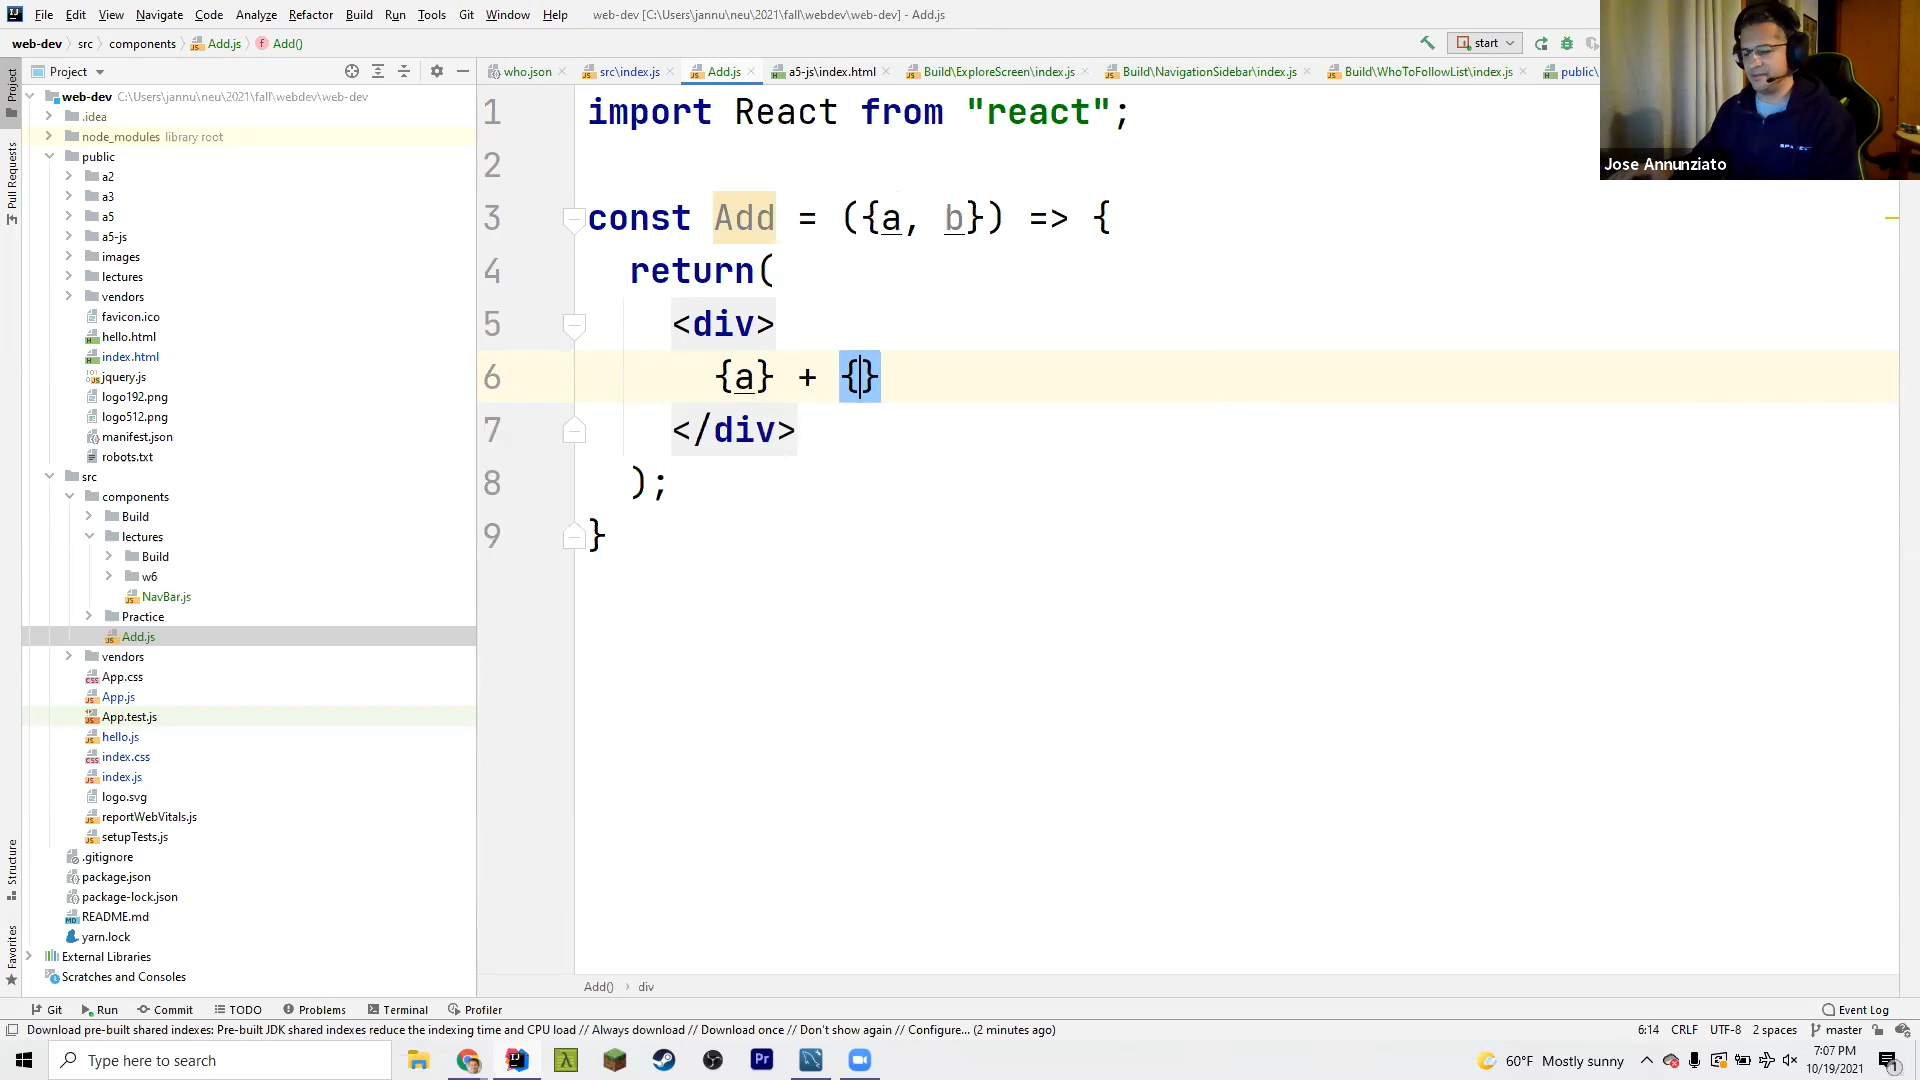 File Edit View Navigate Code Analyze Refactor Build Run Tools Git Window Help web-dev [C:\Users\jannu\neu\2021\fall\webdev\web-dev] - Add.js
web-dev src components Add.js Add() start
Project who.json src\index.js Add.js a5-js\index.html Build\ExploreScreen\index.js Build\NavigationSidebar\index.js Build\WhoToFollowList\index.js public\
Project
Pull Requests
Structure
Favorites
web-dev C:\Users\jannu\neu\2021\fall\webdev\web-dev
.idea
node_modules library root
public
a2
a3
a5
a5-js
images
lectures
vendors
favicon.ico
hello.html
index.html
jquery.js
logo192.png
logo512.png
manifest.json
robots.txt
src
components
Build
lectures
Build
w6
NavBar.js
Practice
Add.js
vendors
App.css
App.js
App.test.js
hello.js
index.css
index.js
logo.svg
reportWebVitals.js
setupTests.js
.gitignore
package.json
package-lock.json
README.md
yarn.lock
External Libraries
Scratches and Consoles
1 import React from "react";
2
3 const Add = ({a, b}) => {
4 return(
5 <div>
6 {a} + {}
7 </div>
8 );
9 }
Jose Annunziato
Add() div
Git Run Commit TODO Problems Terminal Profiler Event Log
Download pre-built shared indexes: Pre-built JDK shared indexes reduce the indexing time and CPU load // Always download // Download once // Don't show again // Configure... (2 minutes ago) 6:14 CRLF UTF-8 2 spaces master
Type here to search 60°F Mostly sunny 7:07 PM
10/19/2021